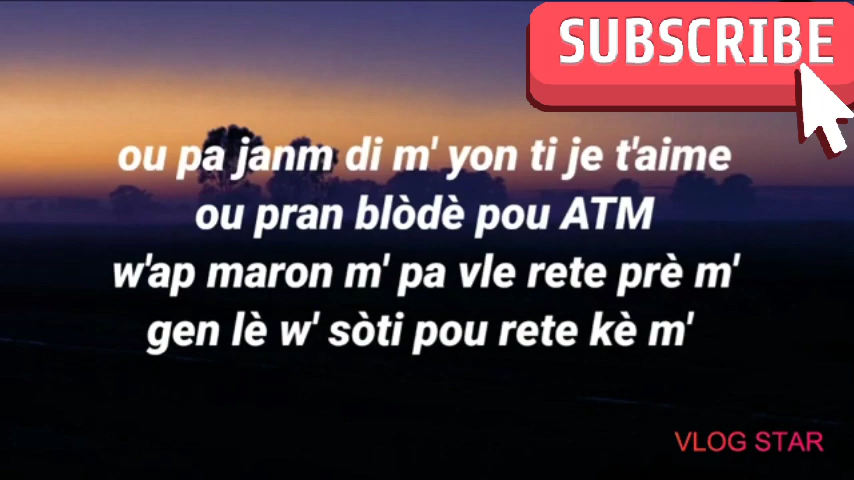 SUBSCRIBE
ou pa janm di m' yon ti je t'aime
ou pran blòdè pou ATM
w'ap maron m' pa vle rete prè m'
gen lè w' sòti pou rete kè m'
VLOG STAR